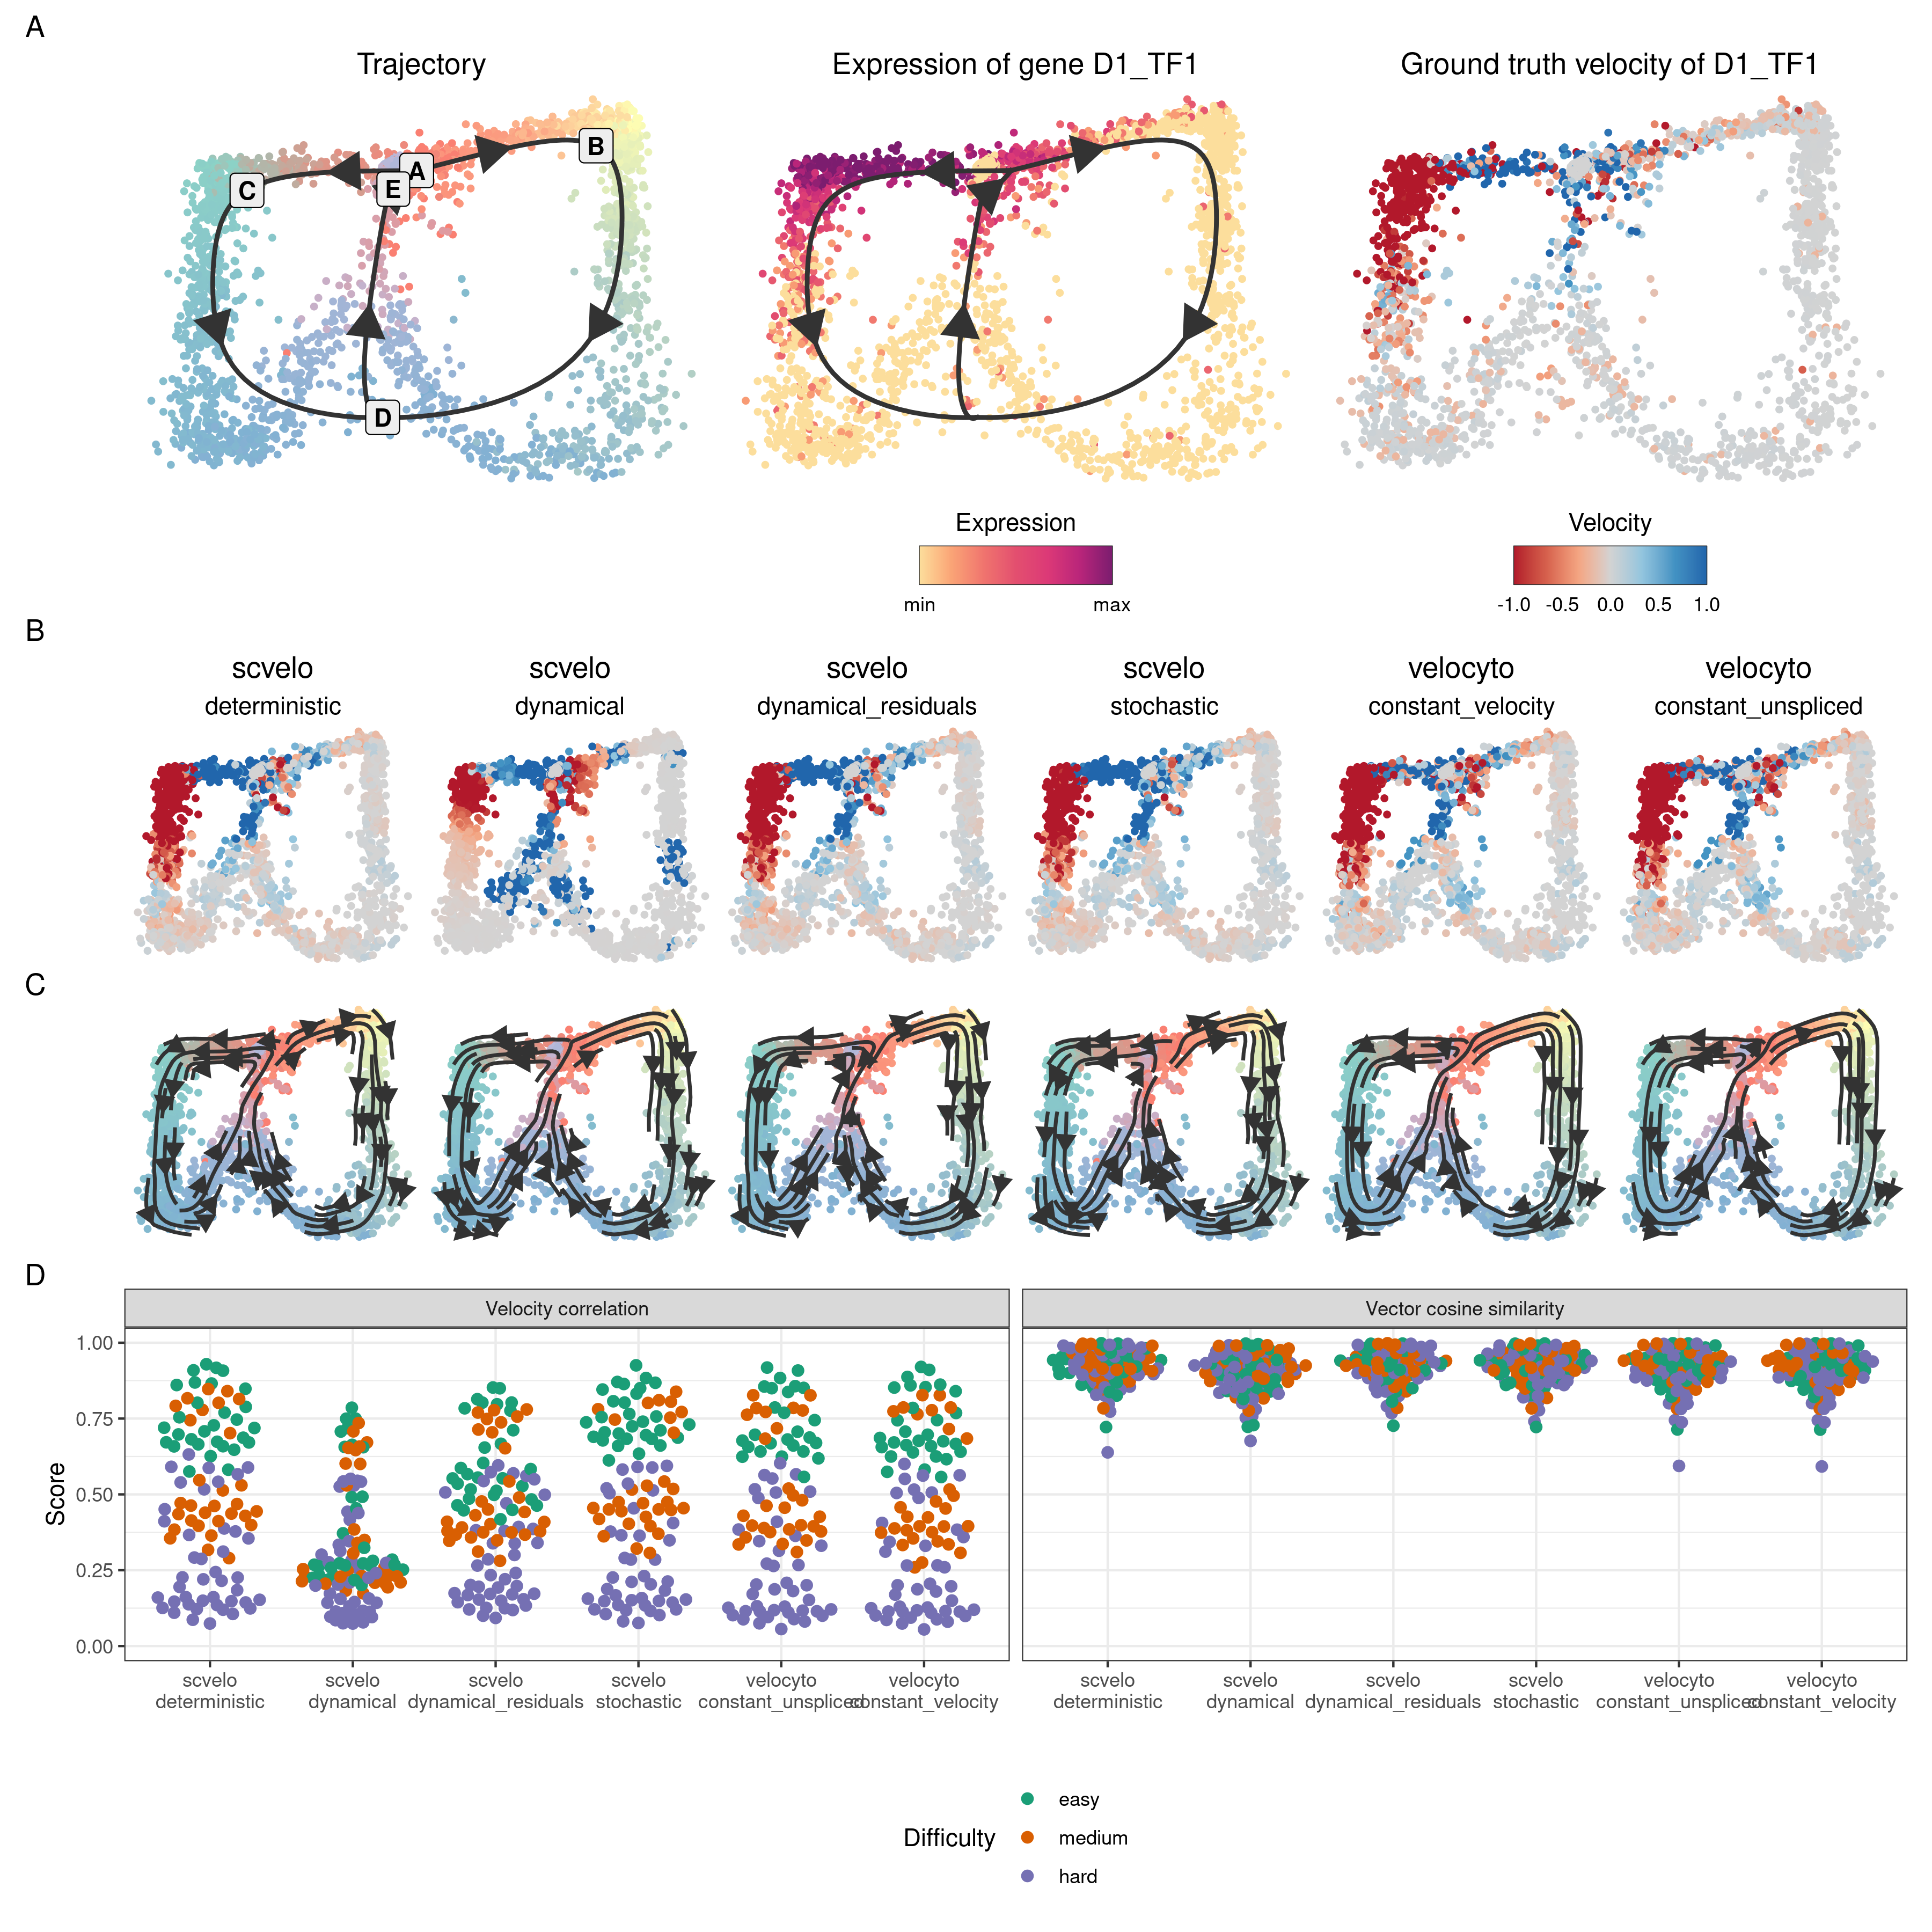 A
Trajectory
Expression of gene D1_TF1
Ground truth velocity of D1_TF1
B
A
C
E
D
Expression
min
max
Velocity
-1.0
-0.5
0.0
0.5
1.0
B
scvelo
deterministic
scvelo
dynamical
scvelo
dynamical_residuals
scvelo
stochastic
velocyto
constant_velocity
velocyto
constant_unspliced
C
D
Velocity correlation
Vector cosine similarity
Score
1.00
0.75
0.50
0.25
0.00
scvelo
deterministic
scvelo
dynamical
scvelo
dynamical_residuals
scvelo
stochastic
velocyto
constant_unspliced
velocyto
constant_velocity
scvelo
deterministic
scvelo
dynamical
scvelo
dynamical_residuals
scvelo
stochastic
velocyto
constant_unspliced
velocyto
constant_velocity
Difficulty
easy
medium
hard